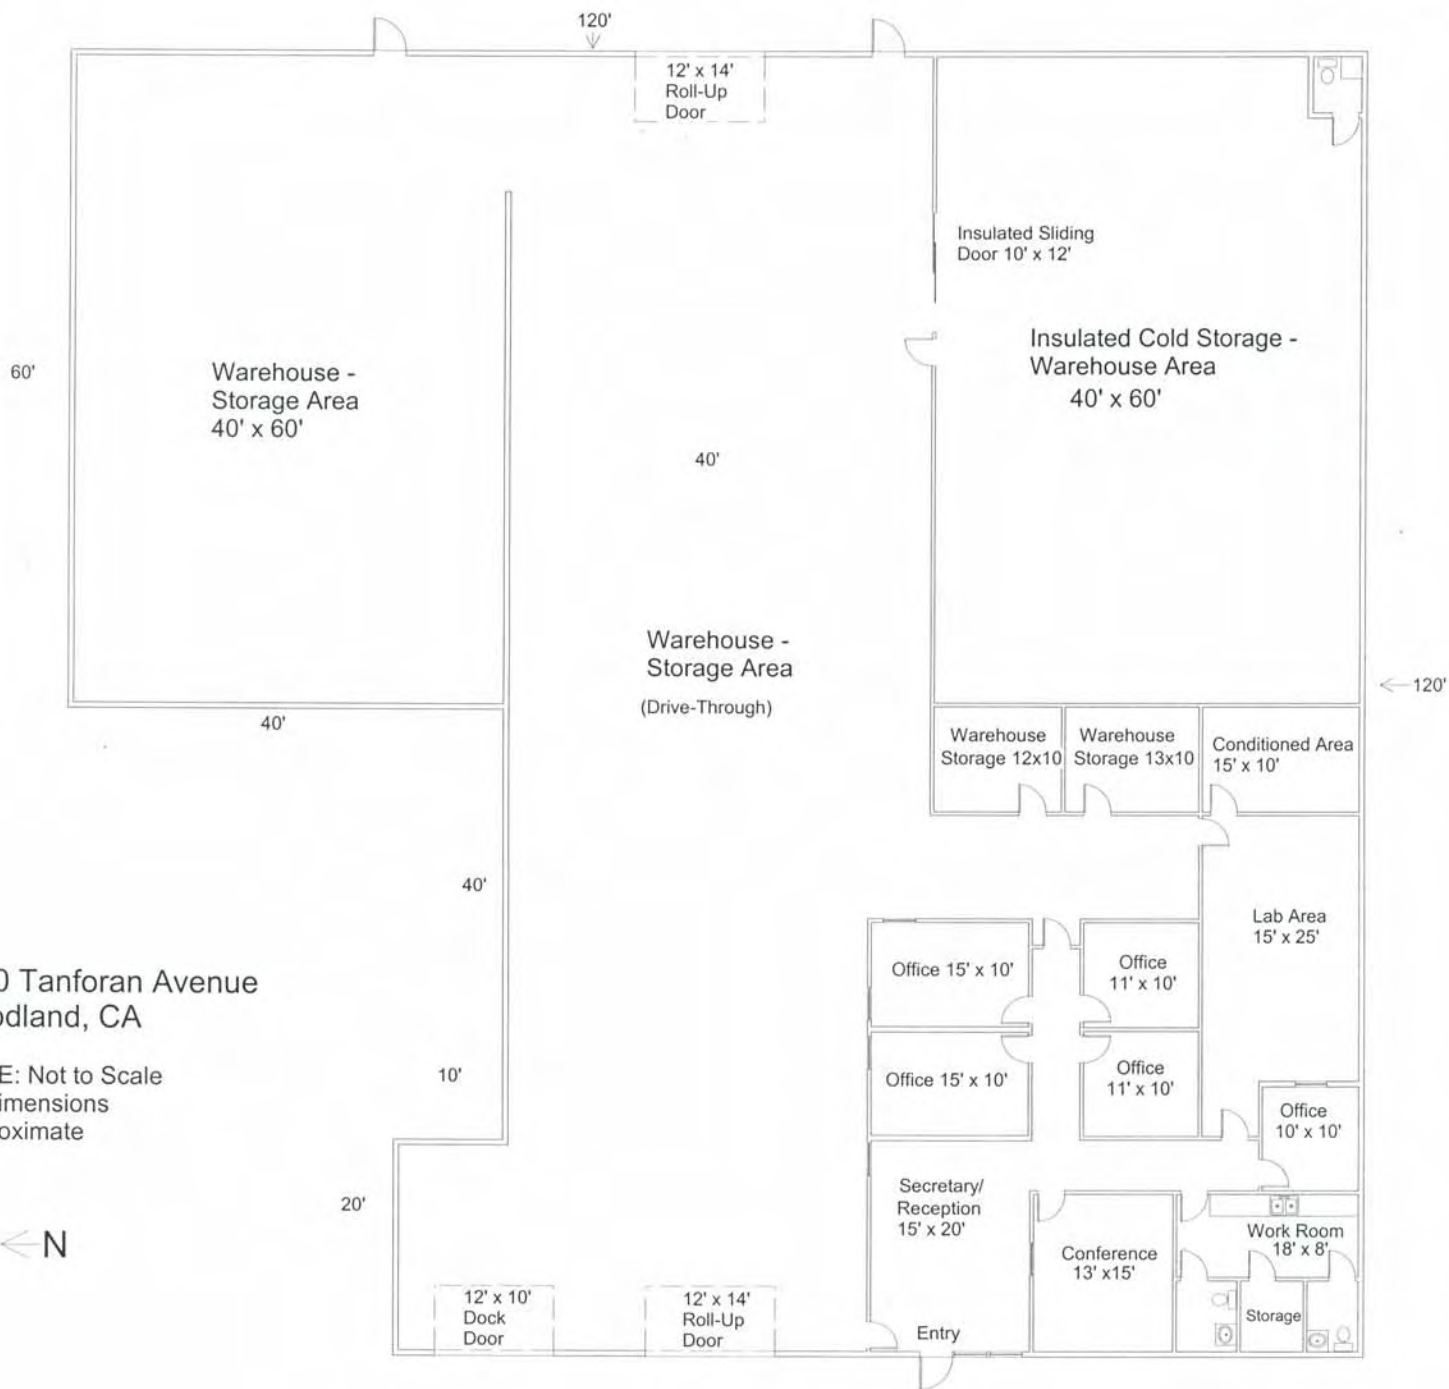 120'
12' x 14'
Roll-Up
Door
Insulated Sliding
Door 10' x 12'
60'
Warehouse -
Storage Area
40' x 60'
Insulated Cold Storage -
Warehouse Area
40' x 60'
40'
Warehouse -
Storage Area
(Drive-Through)
120'
40'
Warehouse
Storage 12x10
Warehouse
Storage 13x10
Conditioned Area
15' x 10'
40'
Lab Area
15' x 25'
Office 15' x 10'
Office
11' x 10'
0 Tanforan Avenue
odland, CA
E: Not to Scale
imensions
oximate
10'
Office 15' x 10'
Office
11' x 10'
Office
10' x 10'
20'
Secretary/
Reception
15' x 20'
N
Conference
13' x15'
Work Room
18' x 8'
12' x 10'
Dock
Door
12' x 14'
Roll-Up
Door
Entry
Storage